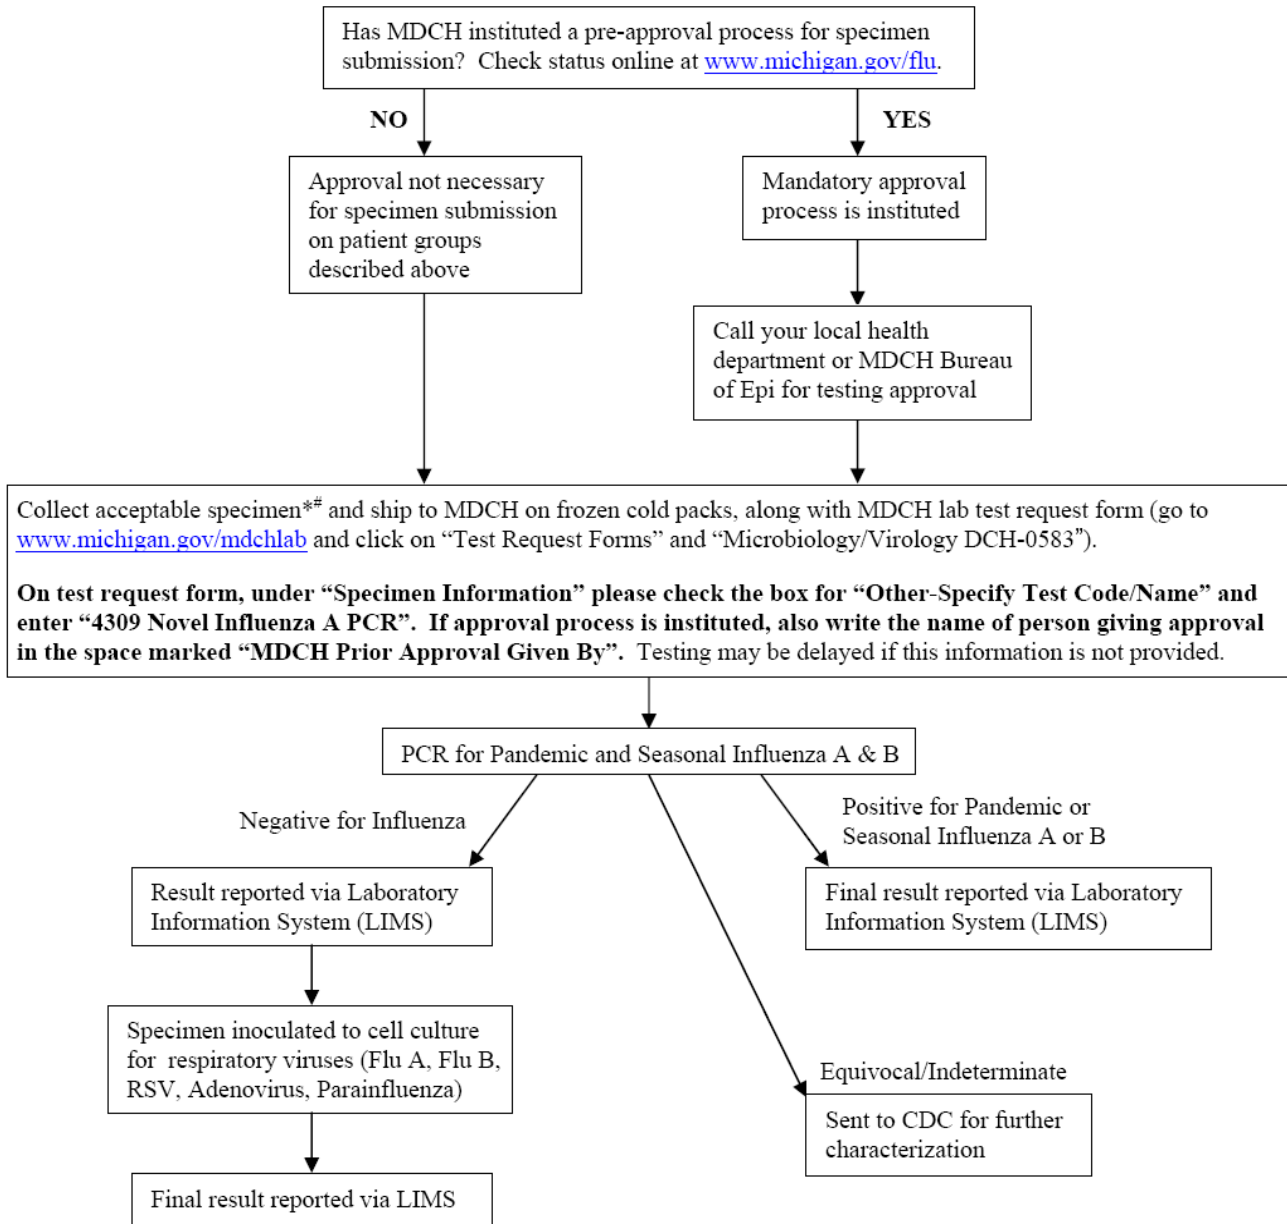 Has MDCH instituted a pre-approval process for specimen
submission?  Check status online at www.michigan.gov/flu.
NO
YES
Approval not necessary
for specimen submission
on patient groups
described above
Mandatory approval
process is instituted
Call your local health
department or MDCH Bureau
of Epi for testing approval
Collect acceptable specimen*# and ship to MDCH on frozen cold packs, along with MDCH lab test request form (go to
www.michigan.gov/mdchlab and click on “Test Request Forms” and “Microbiology/Virology DCH-0583”).
On test request form, under “Specimen Information” please check the box for “Other-Specify Test Code/Name” and
enter “4309 Novel Influenza A PCR”.  If approval process is instituted, also write the name of person giving approval
in the space marked “MDCH Prior Approval Given By”.  Testing may be delayed if this information is not provided.
PCR for Pandemic and Seasonal Influenza A & B
Negative for Influenza
Positive for Pandemic or
Seasonal Influenza A or B
Result reported via Laboratory
Information System (LIMS)
Final result reported via Laboratory
Information System (LIMS)
Specimen inoculated to cell culture
for  respiratory viruses (Flu A, Flu B,
RSV, Adenovirus, Parainfluenza)
Equivocal/Indeterminate
Sent to CDC for further
characterization
Final result reported via LIMS